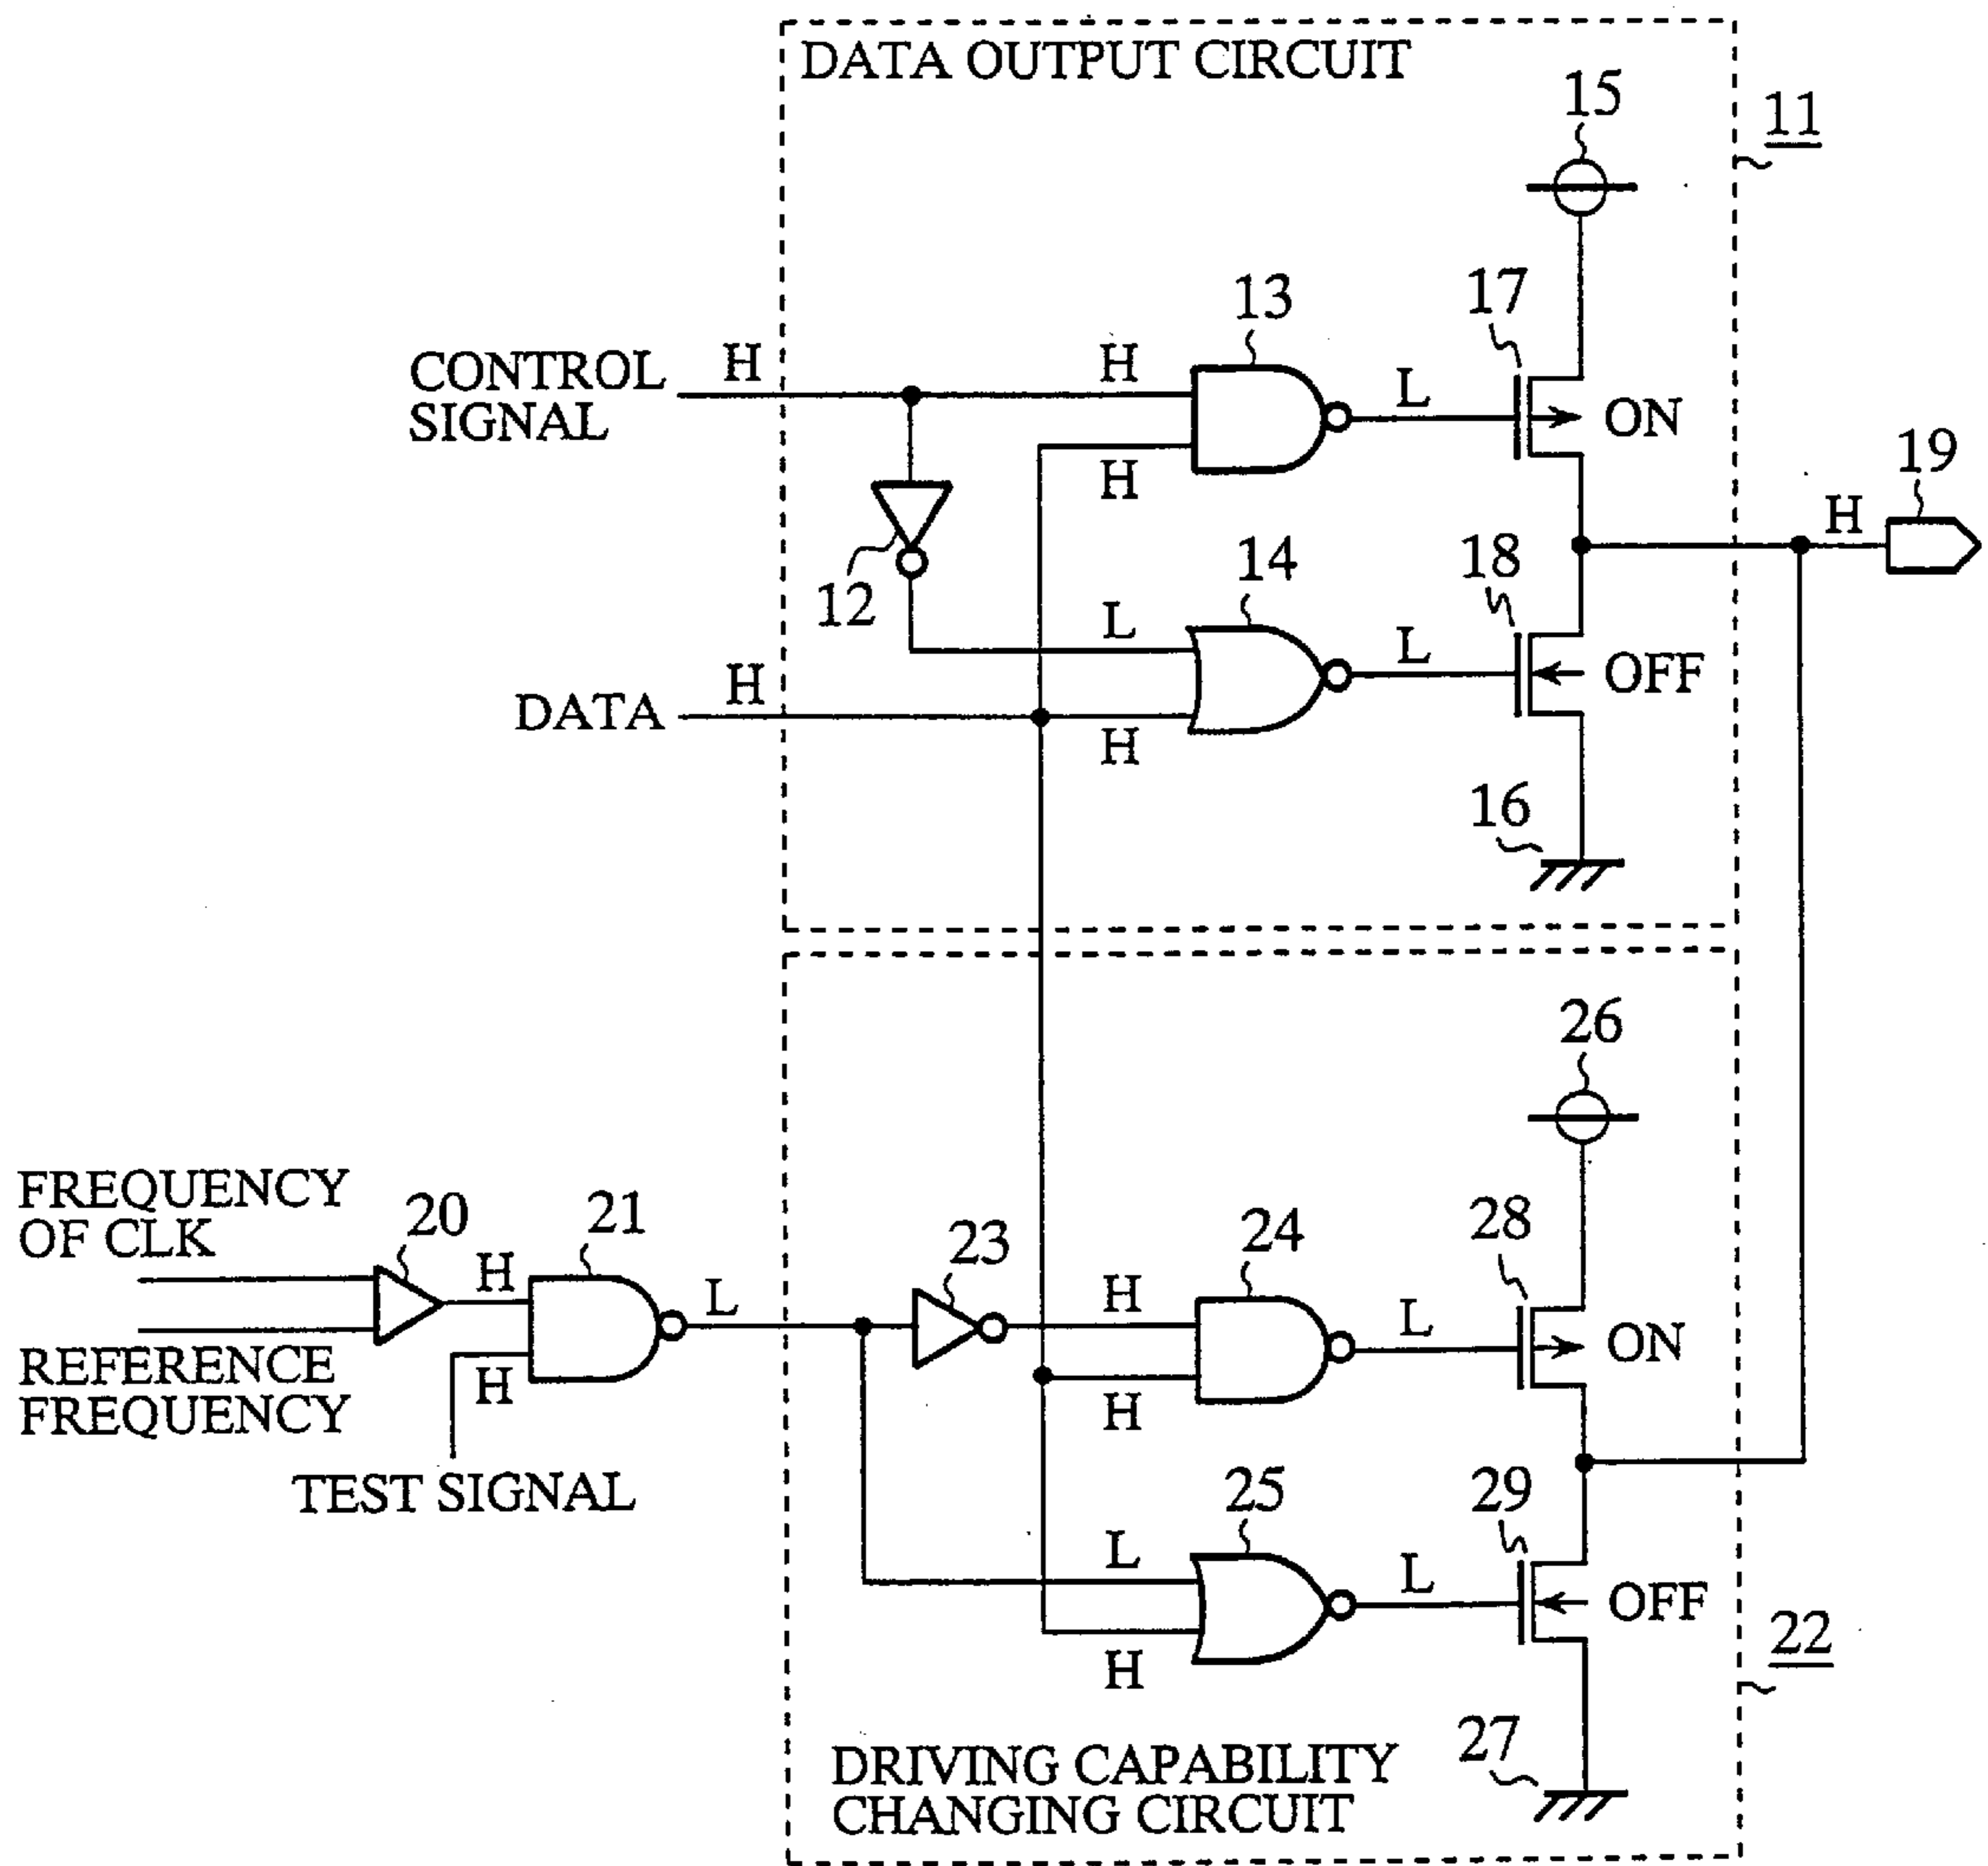 DATA OUTPUT CIRCUIT
15
11
17
13
CONTROL
SIGNAL
H
H
H
L
ON
19
H
12
14
18
L
L
OFF
DATA
H
H
16
26
FREQUENCY
OF CLK
20
21
23
24
28
H
L
H
L
ON
REFERENCE
FREQUENCY
H
H
TEST SIGNAL
25
29
L
L
OFF
H
22
27
DRIVING CAPABILITY
CHANGING CIRCUIT